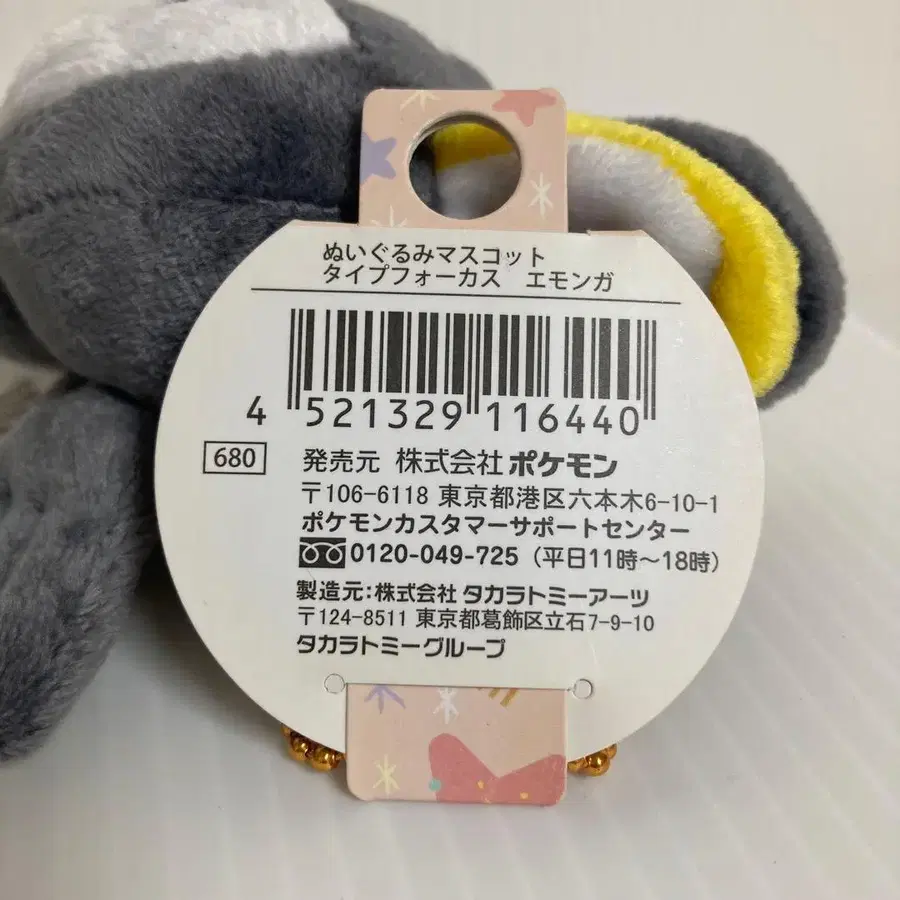 ぬいぐるみマスコット
タイプフォーカス　エモンガ
4 521329 116440
680 発売元 株式会社ポケモン
〒106-6118 東京都港区六本木6-10-1
ポケモンカスタマーサポートセンター
0120-049-725（平日11時～18時）
製造元：株式会社 タカラトミーアーツ
〒124-8511 東京都葛飾区立石7-9-10
タカラトミーグループ